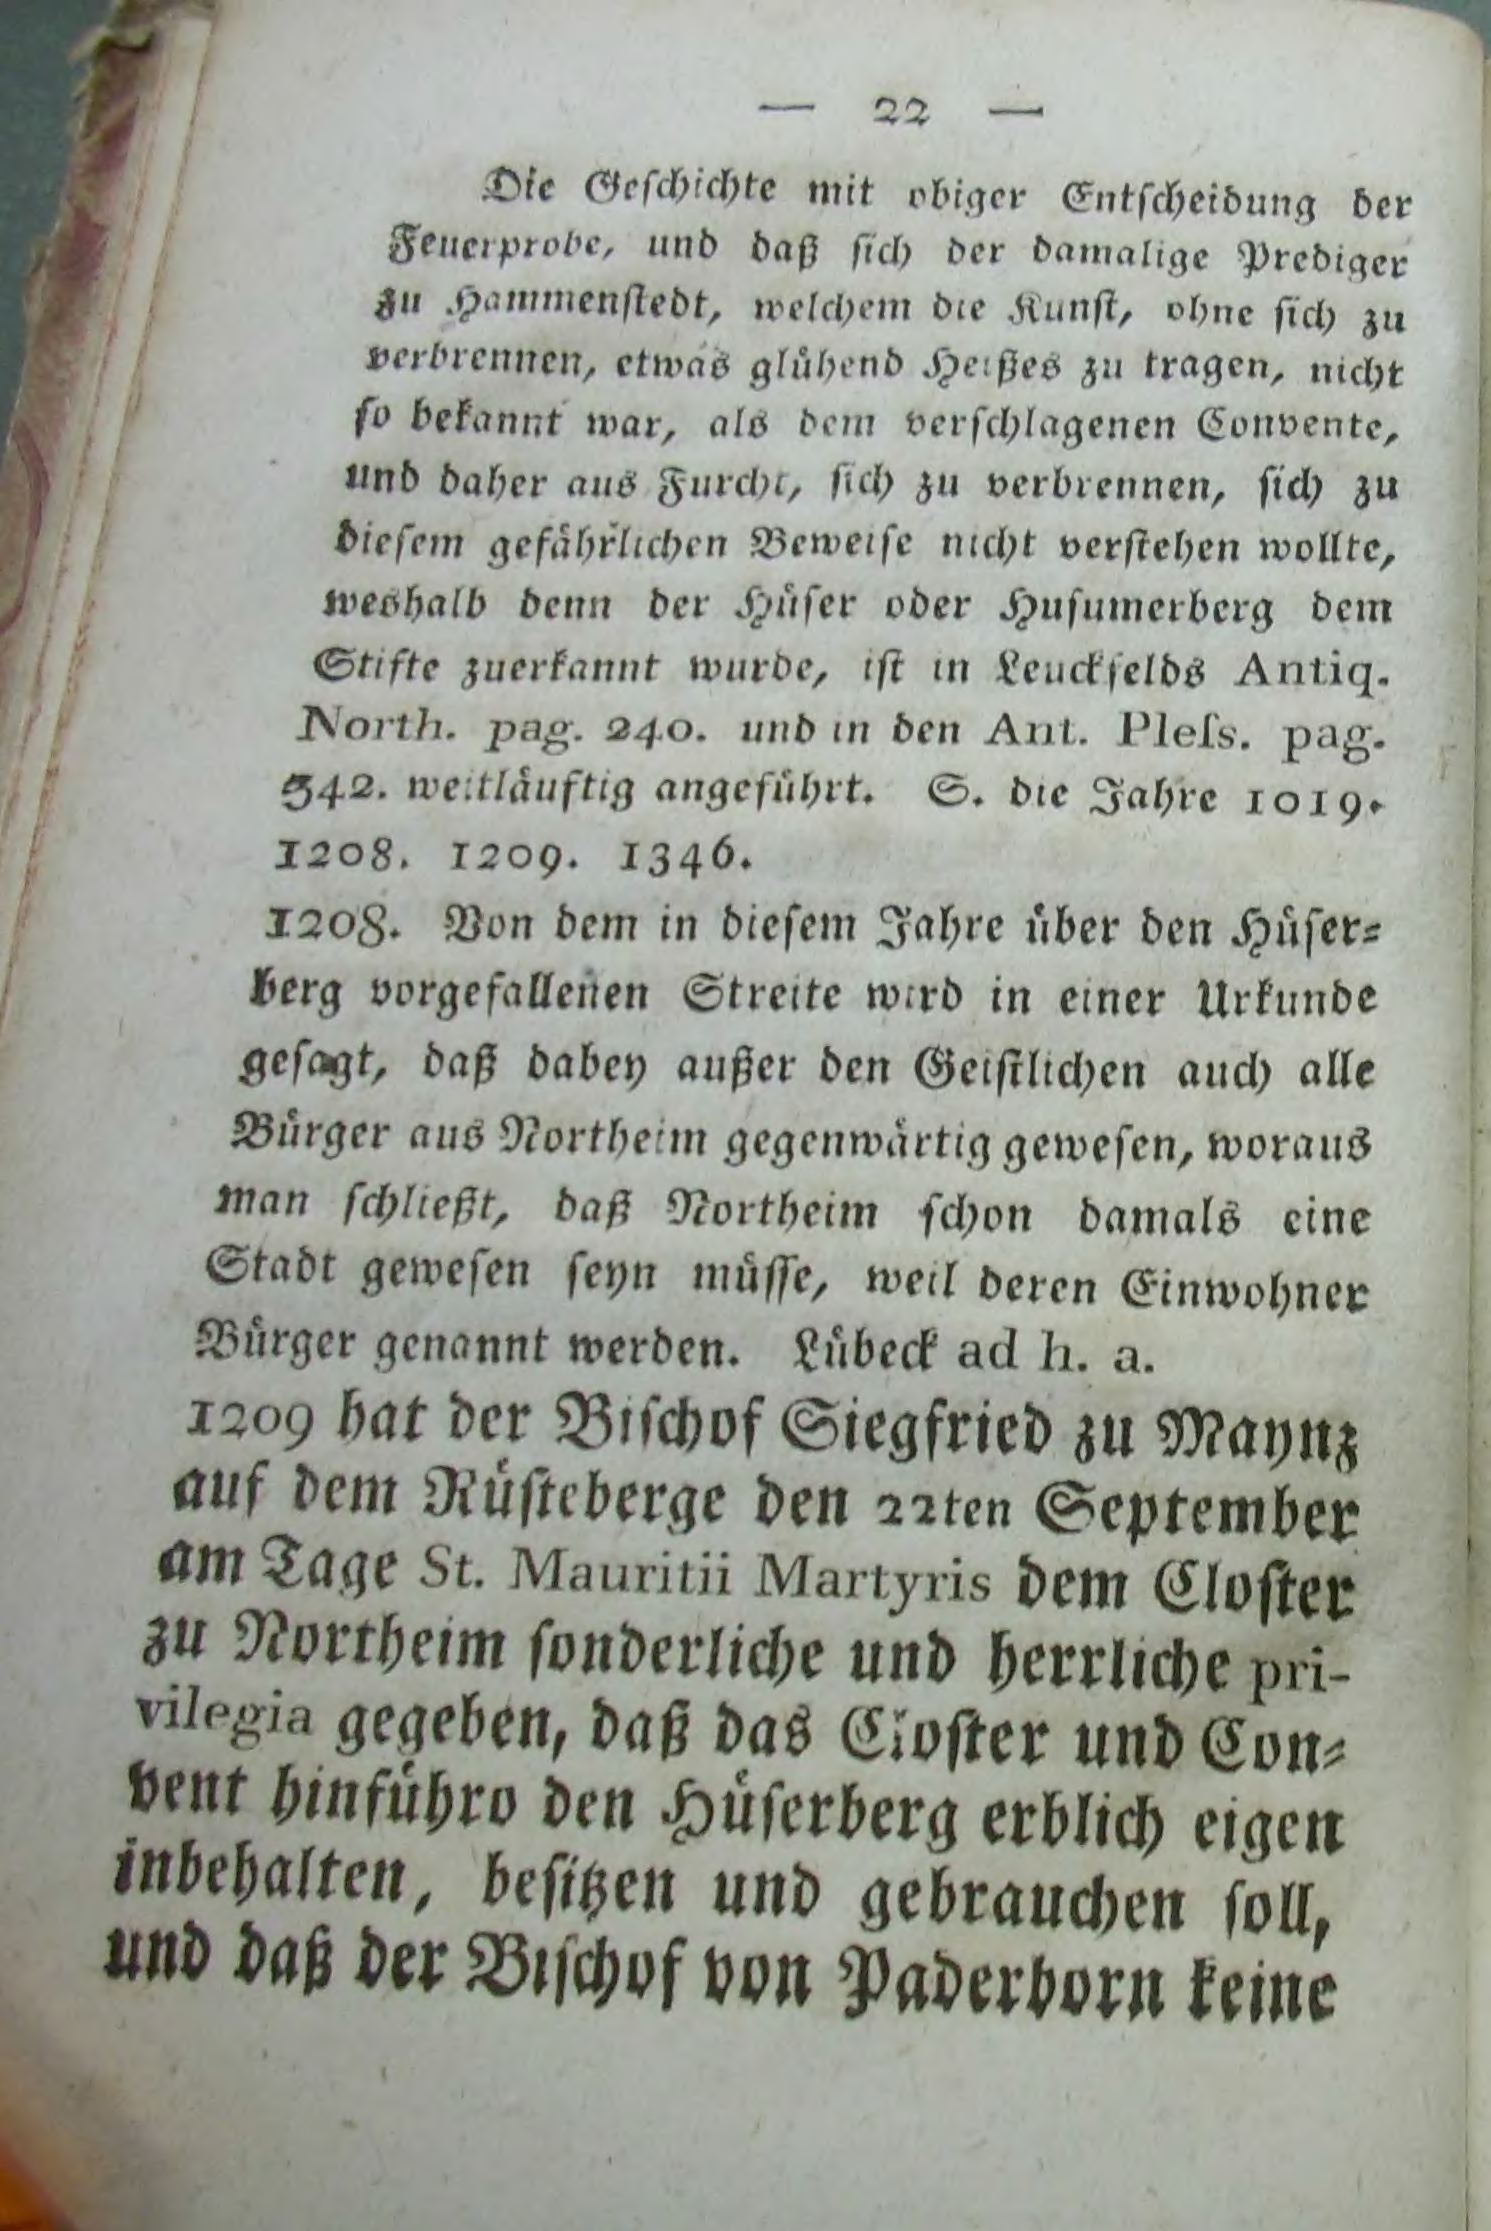 — 22 —
Die Geſchichte mit obiger Entſcheidung der
Feuerprobe, und daß ſich der damalige Prediger
zu Hammenſtedt, welchem die Kunſt, ohne ſich zu
verbrennen, etwas glühend Heißes zu tragen, nicht
ſo bekannt war, als dem verſchlagenen Convente,
und daher aus Furcht, ſich zu verbrennen, ſich zu
dieſem gefährlichen Beweiſe nicht verſtehen wollte,
weshalb denn der Hüſer oder Huſumerberg dem
Stifte zuerkannt wurde, iſt in Leuckfelds Antiq.
North. pag. 240. und in den Ant. Pleſs. pag.
342. weitläuftig angeführt. S. die Jahre 1019.
1208. 1209. 1346.
1208. Von dem in dieſem Jahre über den Hüſer⸗
berg vorgefallenen Streite wird in einer Urkunde
geſagt, daß dabey außer den Geiſtlichen auch alle
Bürger aus Northeim gegenwärtig geweſen, woraus
man ſchließt, daß Northeim ſchon damals eine
Stadt geweſen ſeyn müſſe, weil deren Einwohner
Bürger genannt werden. Lübeck ad h. a.
1209 hat der Biſchof Siegfried zu Maynz
auf dem Rüſteberge den 22ten September
am Tage St. Mauritii Martyris dem Cloſter
zu Northeim ſonderliche und herrliche pri-
vilegia gegeben, daß das Cloſter und Con⸗
vent hinführo den Hüſerberg erblich eigen
inbehalten, beſitzen und gebrauchen ſoll,
und daß der Biſchof von Paderborn keine